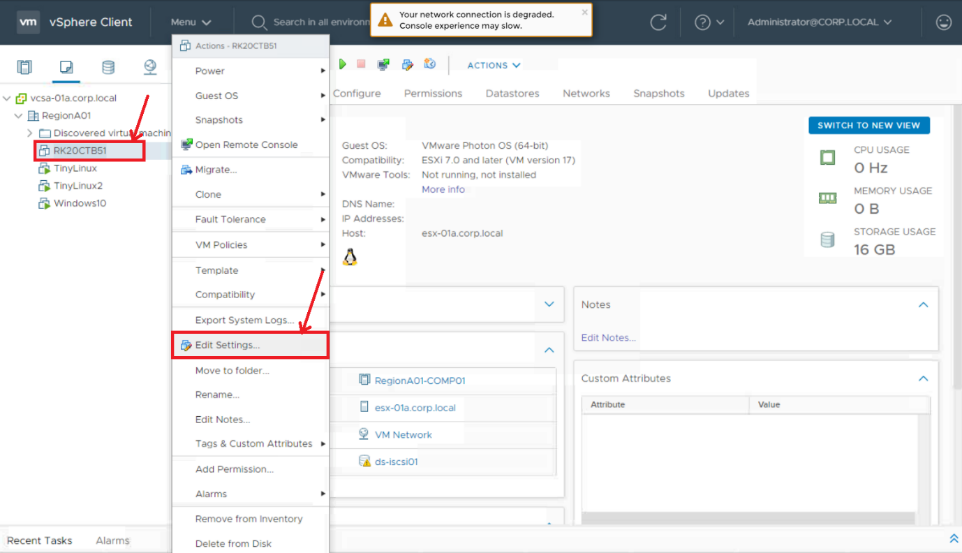 vm vSphere Client Menu Search in all environm
Your network connection is degraded.
Console experience may slow.
Administrator@CORP.LOCAL
vcsa-01a.corp.local
RegionA01
Discovered virtual machin
RK20CTB51
TinyLinux
TinyLinux2
Windows10
Actions - RK20CTB51
Power
Guest OS
Snapshots
Open Remote Console
Migrate...
Clone
Fault Tolerance
VM Policies
Template
Compatibility
Export System Logs...
Edit Settings...
Move to folder...
Rename...
Edit Notes...
Tags & Custom Attributes
Add Permission...
Alarms
Remove from Inventory
Delete from Disk
ACTIONS
Configure Permissions Datastores Networks Snapshots Updates
Guest OS: VMware Photon OS (64-bit)
Compatibility: ESXi 7.0 and later (VM version 17)
VMware Tools: Not running, not installed
More info
DNS Name:
IP Addresses:
Host: esx-01a.corp.local
SWITCH TO NEW VIEW
CPU USAGE
0 Hz
MEMORY USAGE
0 B
STORAGE USAGE
16 GB
RegionA01-COMP01
esx-01a.corp.local
VM Network
ds-iscsi01
Notes
Edit Notes...
Custom Attributes
Attribute Value
Recent Tasks Alarms